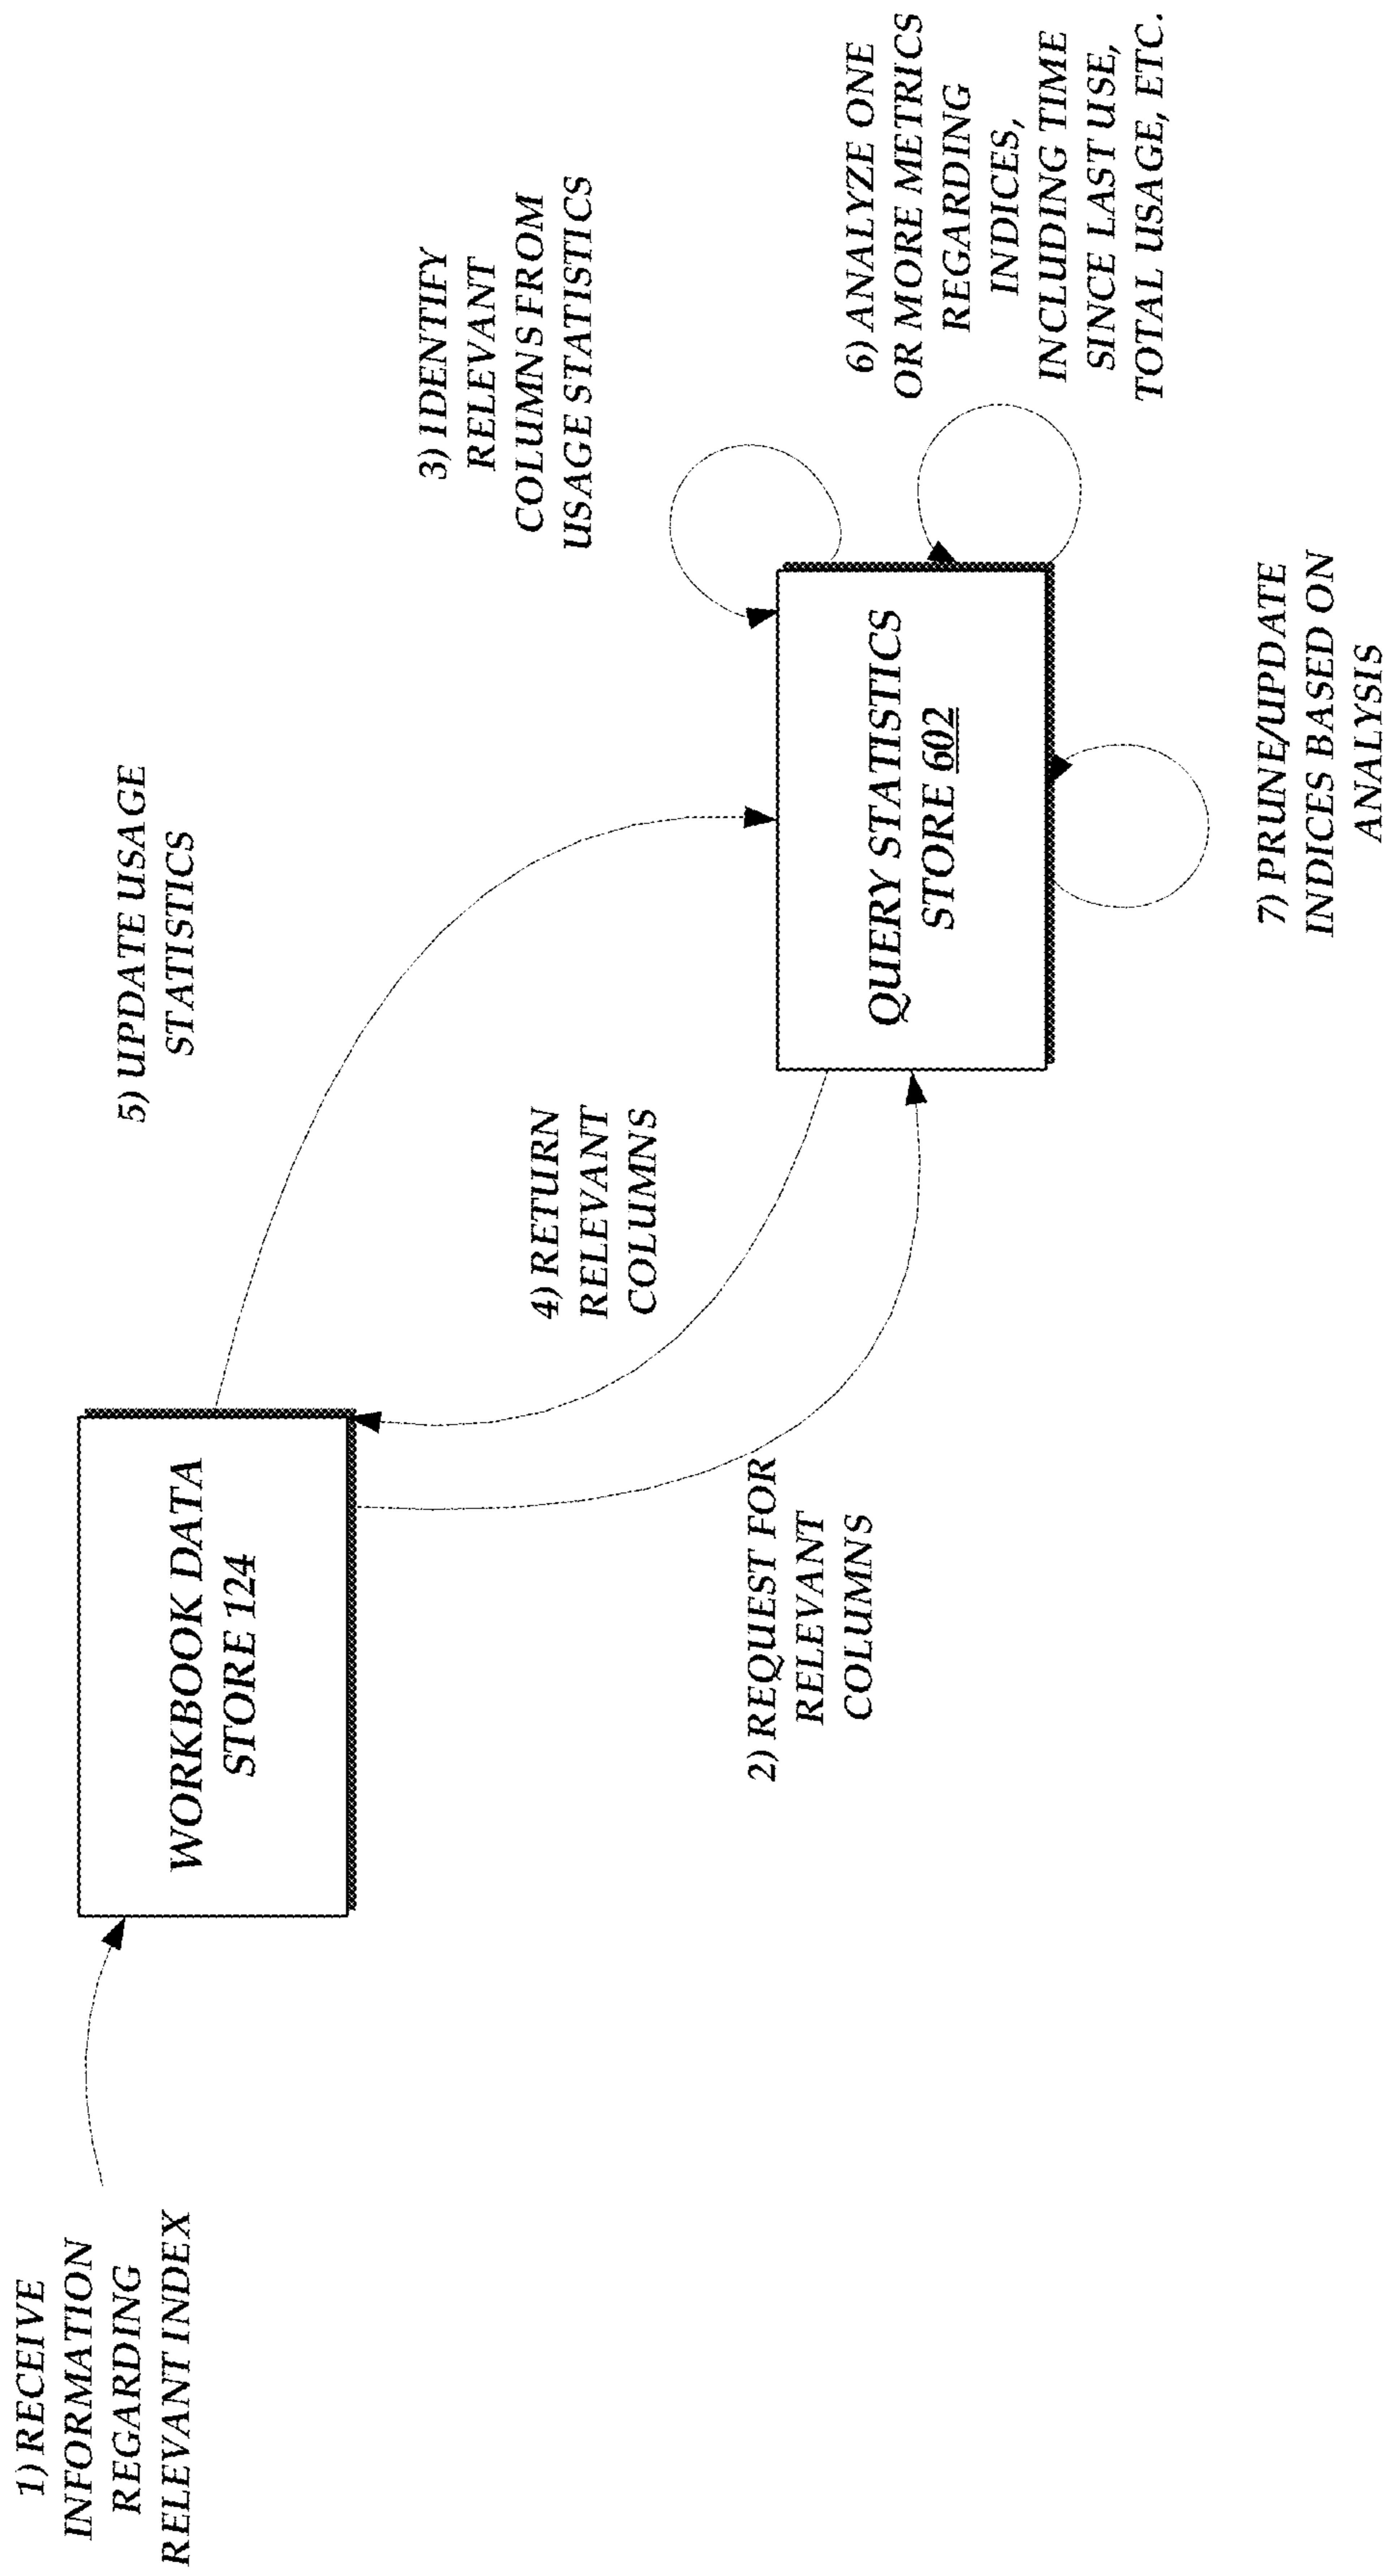 1) RECEIVE
INFORMATION
REGARDING
RELEVANT INDEX
WORKBOOK DATA
STORE 124
2) REQUEST FOR
RELEVANT
COLUMNS
3) IDENTIFY
RELEVANT
COLUMNS FROM
USAGE STATISTICS
4) RETURN
RELEVANT
COLUMNS
5) UPDATE USAGE
STATISTICS
QUERY STATISTICS
STORE 602
6) ANALYZE ONE
OR MORE METRICS
REGARDING
INDICES,
INCLUDING TIME
SINCE LAST USE,
TOTAL USAGE, ETC.
7) PRUNE/UPDATE
INDICES BASED ON
ANALYSIS